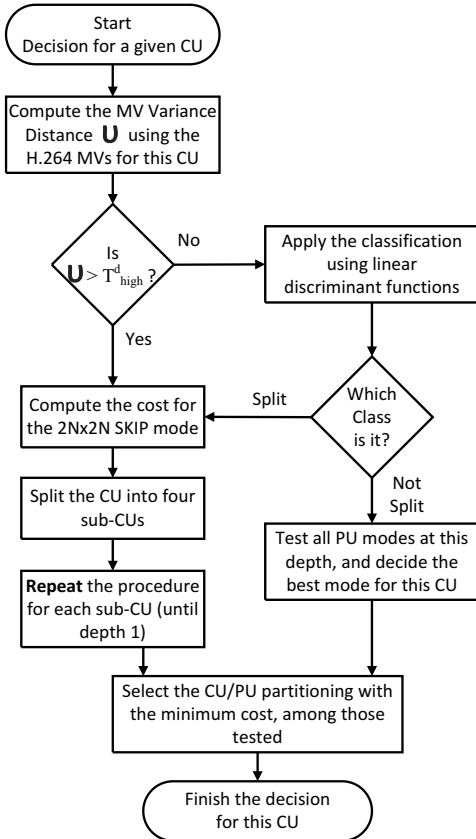 Start
Decision for a given CU
Compute the MV Variance
Distance U using the
H.264 MVs for this CU
Is
U > T^d_high ?
No
Yes
Apply the classification
using linear
discriminant functions
Which
Class
is it?
Split
Not
Split
Compute the cost for
the 2Nx2N SKIP mode
Split the CU into four
sub-CUs
Repeat the procedure
for each sub-CU (until
depth 1)
Test all PU modes at this
depth, and decide the
best mode for this CU
Select the CU/PU partitioning with
the minimum cost, among those
tested
Finish the decision
for this CU